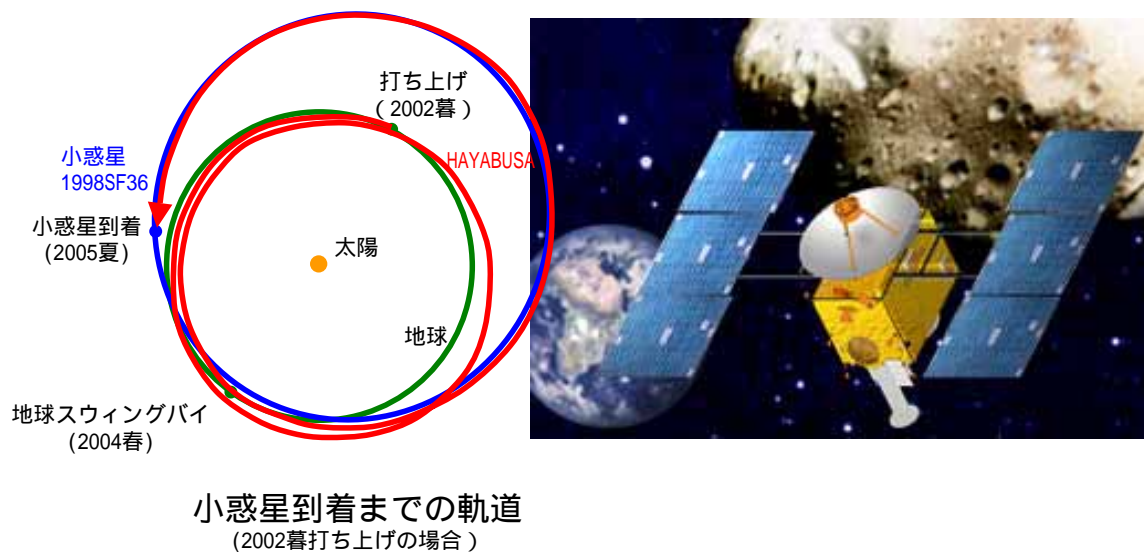 打ち上げ
(2002暮)
HAYABUSA
小惑星
1998SF36
小惑星到着
(2005夏)
太陽
地球
地球スウィングバイ
(2004春)
小惑星到着までの軌道
(2002暮打ち上げの場合)